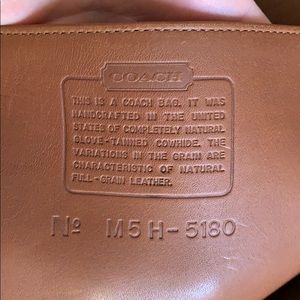 COACH
THIS IS A COACH BAG. IT WAS
HANDCRAFTED IN THE UNITED
STATES OF COMPLETELY NATURAL
GLOVE-TANNED COWHIDE. THE
VARIATIONS IN THE GRAIN ARE
CHARACTERISTIC OF NATURAL
FULL-GRAIN LEATHER.
Nº M5H-5180